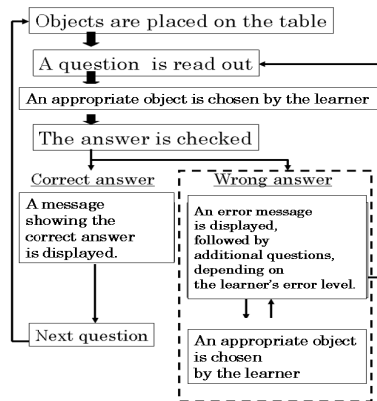 Objects are placed on the table
A question is read out
An appropriate object is chosen by the learner
The answer is checked
Correct answer
A message
showing the
correct answer
is displayed.
Next question
Wrong answer
An error message
is displayed,
followed by
additional questions,
depending on
the learner's error level.
An appropriate object
is chosen
by the learner